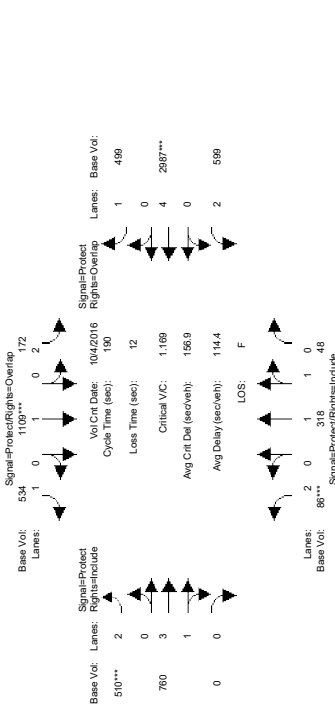 Signal=Protect/Rights=Overlap
Base Vol: 534 1109*** 172
Lanes: 1 0 1 0 2
Signal=Protect
Rights=Include
Signal=Protect
Rights=Overlap
Base Vol: Lanes:
Vol Cnt Date: 10/4/2016
Lanes: Base Vol:
510*** 2
Cycle Time (sec): 190
1 499
0
Loss Time (sec): 12
0
760 3
Critical V/C: 1.169
4 2987***
1
Avg Crit Del (sec/veh): 156.9
0
0 0
Avg Delay (sec/veh): 114.4
2 599
LOS: F
Lanes: 2 0 1 1 0
Base Vol: 86*** 318 48
Signal=Protect/Rights=Include